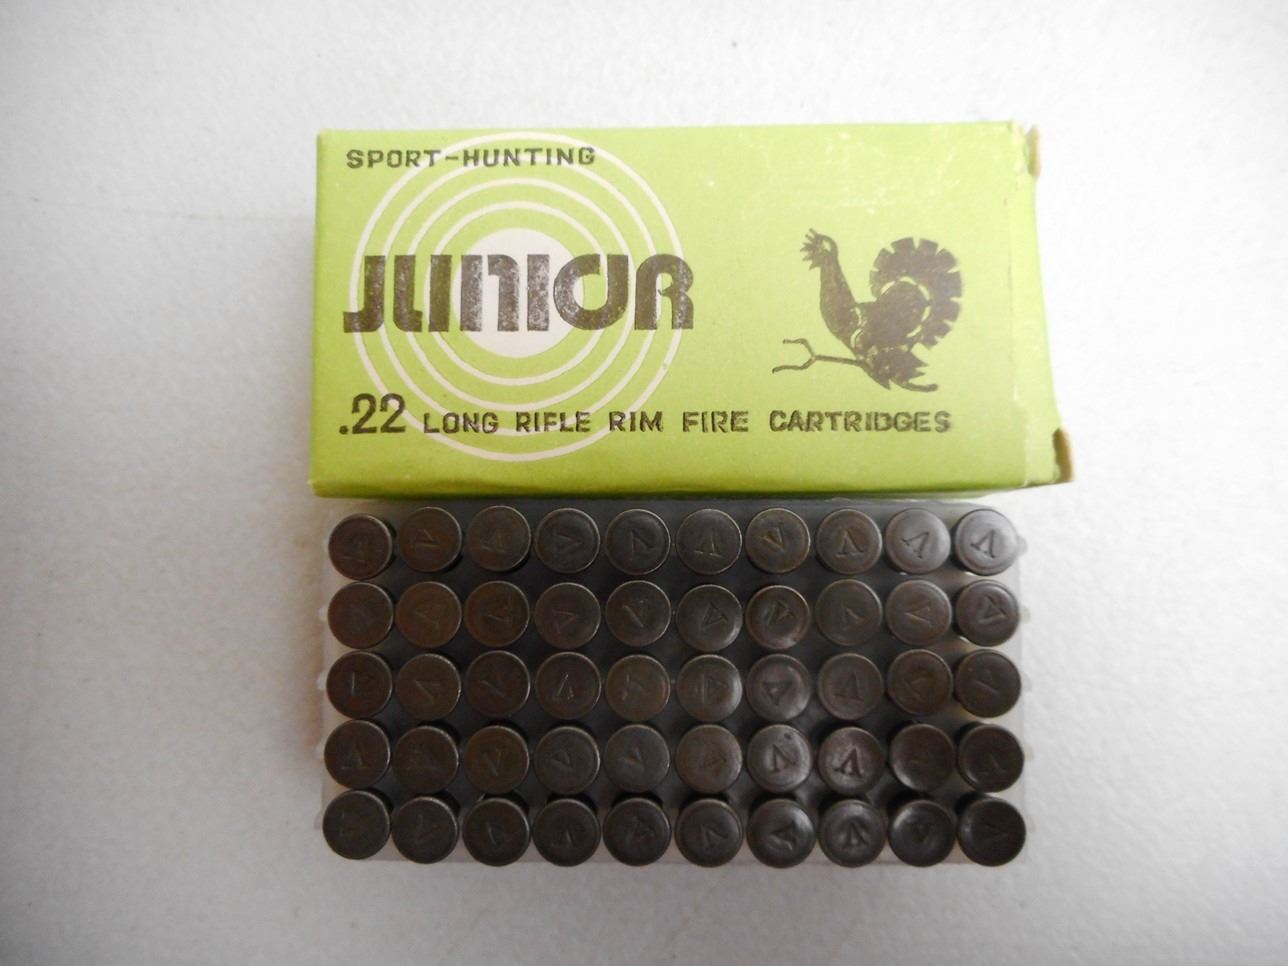 SPORT-HUNTING
JUNIOR
.22 LONG RIFLE RIM FIRE CARTRIDGES